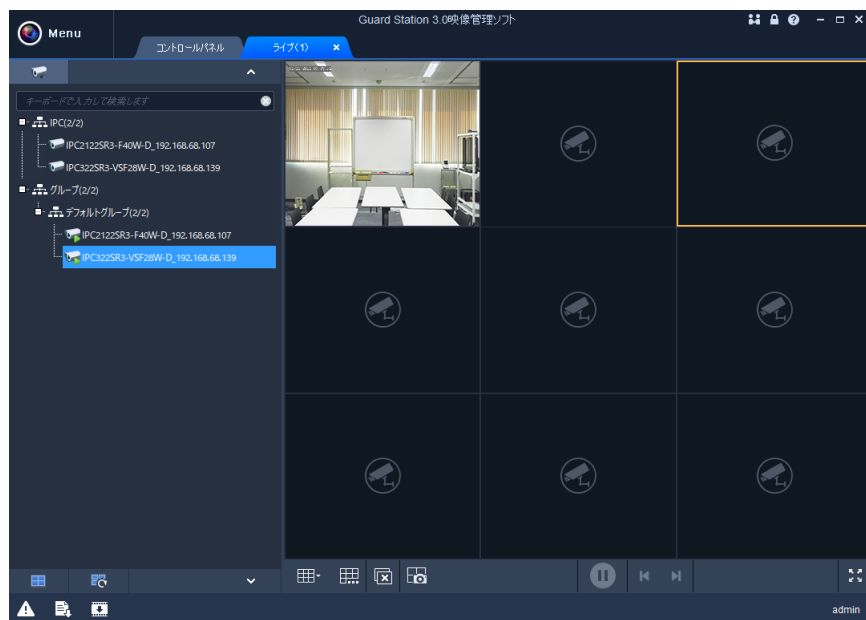 Guard Station 3.0映像管理ソフト
Menu
コントロールパネル
ライブ(1)
キーボードで入力して検索します
IPC(2/2)
IPC2122SR3-F40W-D_192.168.68.107
IPC322SR3-VSF28W-D_192.168.68.139
グループ(2/2)
デフォルトグループ(2/2)
IPC2122SR3-F40W-D_192.168.68.107
IPC322SR3-VSF28W-D_192.168.68.139
admin